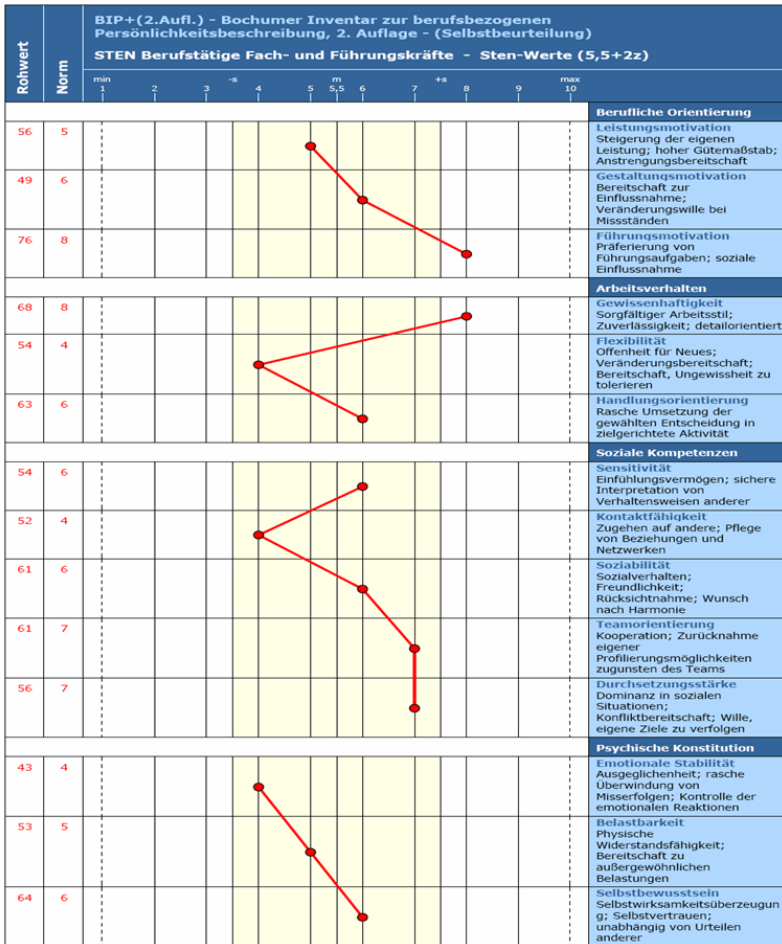 BIP+(2.Aufl.) - Bochumer Inventar zur berufsbezogenen
Persönlichkeitsbeschreibung, 2. Auflage - (Selbstbeurteilung)
STEN Berufstätige Fach- und Führungskräfte - Sten-Werte (5,5+2z)
Rohwert
Norm
min -s m +s max
1 2 3 4 5 5,5 6 7 8 9 10
Berufliche Orientierung
56 5 Leistungsmotivation
Steigerung der eigenen
Leistung; hoher Gütemaßstab;
Anstrengungsbereitschaft
49 6 Gestaltungsmotivation
Bereitschaft zur
Einflussnahme;
Veränderungswille bei
Missständen
76 8 Führungsmotivation
Präferierung von
Führungsaufgaben; soziale
Einflussnahme
Arbeitsverhalten
68 8 Gewissenhaftigkeit
Sorgfältiger Arbeitsstil;
Zuverlässigkeit; detailorientiert
54 4 Flexibilität
Offenheit für Neues;
Veränderungsbereitschaft;
Bereitschaft, Ungewissheit zu
tolerieren
63 6 Handlungsorientierung
Rasche Umsetzung der
gewählten Entscheidung in
zielgerichtete Aktivität
Soziale Kompetenzen
54 6 Sensitivität
Einfühlungsvermögen; sichere
Interpretation von
Verhaltensweisen anderer
52 4 Kontaktfähigkeit
Zugehen auf andere; Pflege
von Beziehungen und
Netzwerken
61 6 Soziabilität
Sozialverhalten;
Freundlichkeit;
Rücksichtnahme; Wunsch
nach Harmonie
61 7 Teamorientierung
Kooperation; Zurücknahme
eigener
Profilierungsmöglichkeiten
zugunsten des Teams
56 7 Durchsetzungsstärke
Dominanz in sozialen
Situationen;
Konfliktbereitschaft; Wille,
eigene Ziele zu verfolgen
Psychische Konstitution
43 4 Emotionale Stabilität
Ausgeglichenheit; rasche
Überwindung von
Misserfolgen; Kontrolle der
emotionalen Reaktionen
53 5 Belastbarkeit
Physische
Widerstandsfähigkeit;
Bereitschaft zu
außergewöhnlichen
Belastungen
64 6 Selbstbewusstsein
Selbstwirksamkeitsüberzeugun
g; Selbstvertrauen;
unabhängig von Urteilen
anderer